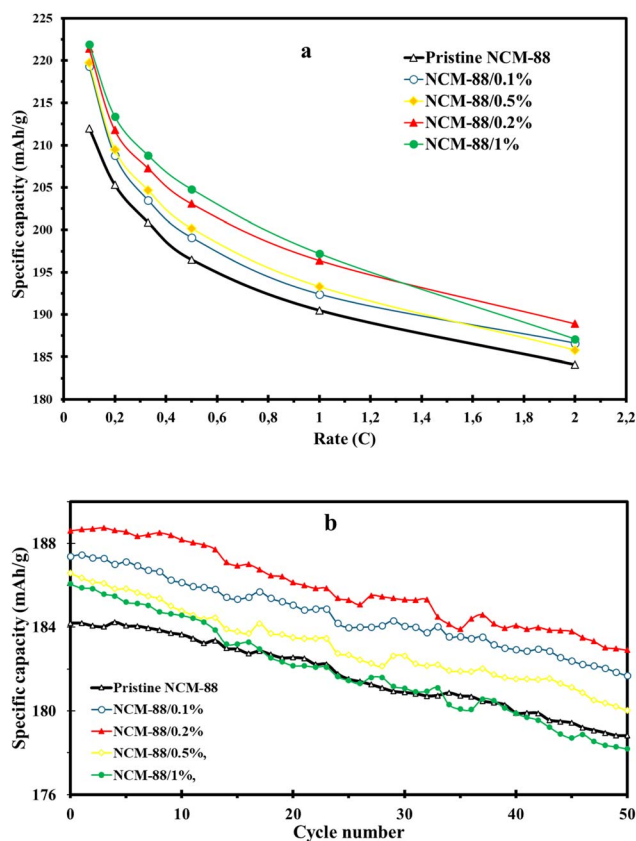 225
220
215
210
205
200
195
190
185
180
Specific capacity (mAh/g)
a
Pristine NCM-88
NCM-88/0.1%
NCM-88/0.5%
NCM-88/0.2%
NCM-88/1%
0 0,2 0,4 0,6 0,8 1 1,2 1,4 1,6 1,8 2 2,2
Rate (C)
b
188
184
180
176
Specific capacity (mAh/g)
Pristine NCM-88
NCM-88/0.1%
NCM-88/0.2%
NCM-88/0.5%,
NCM-88/1%,
0 10 20 30 40 50
Cycle number